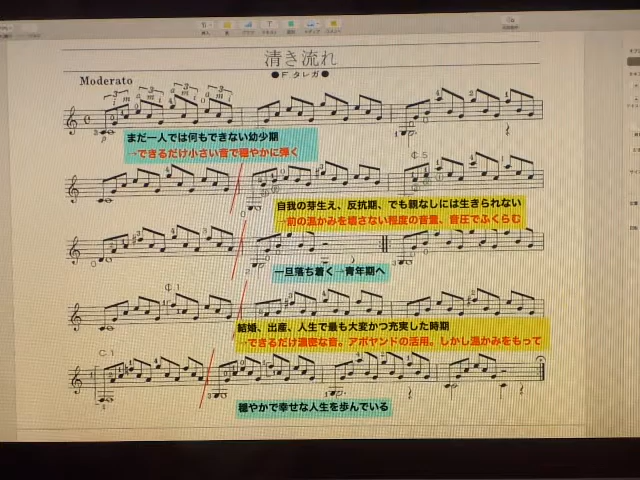 清き流れ
●F.タレガ●
Moderato
まだ一人では何もできない幼少期
→できるだけ小さい音で穏やかに弾く
¢.5
自我の芽生え、反抗期、でも親なしには生きられない
→前の温かみを壊さない程度の音量、音圧でふくらむ
一旦落ち着く→青年期へ
¢.1
結婚、出産、人生で最も大変かつ充実した時期
→できるだけ濃密な音。アポヤンドの活用。しかし温かみをもって
C.1
穏やかで幸せな人生を歩んでいる